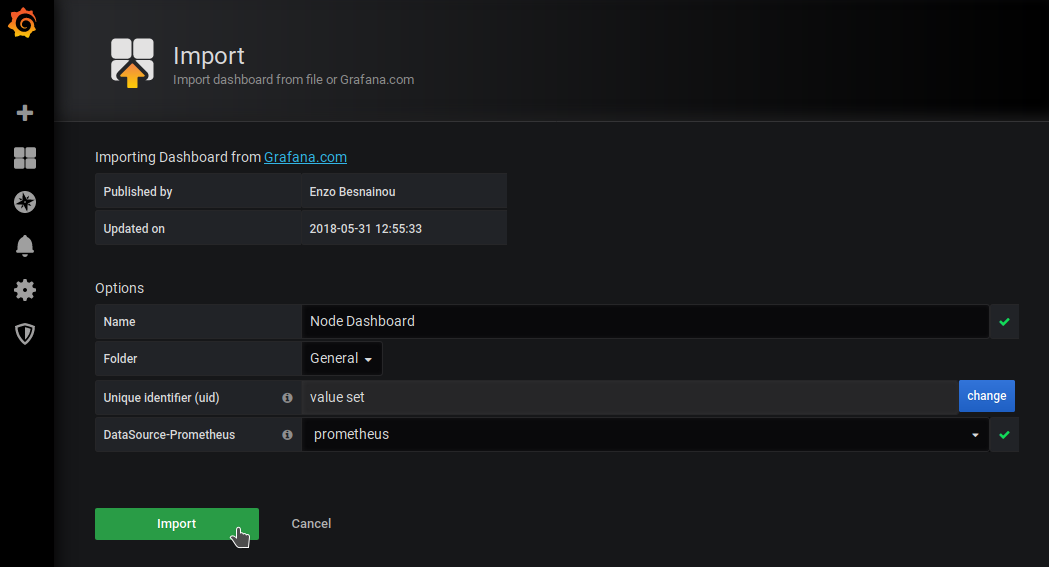 Import
Import dashboard from file or Grafana.com
Importing Dashboard from Grafana.com
Published by Enzo Besnainou
Updated on 2018-05-31 12:55:33
Options
Name Node Dashboard
Folder General
Unique identifier (uid) value set change
DataSource-Prometheus prometheus
Import Cancel